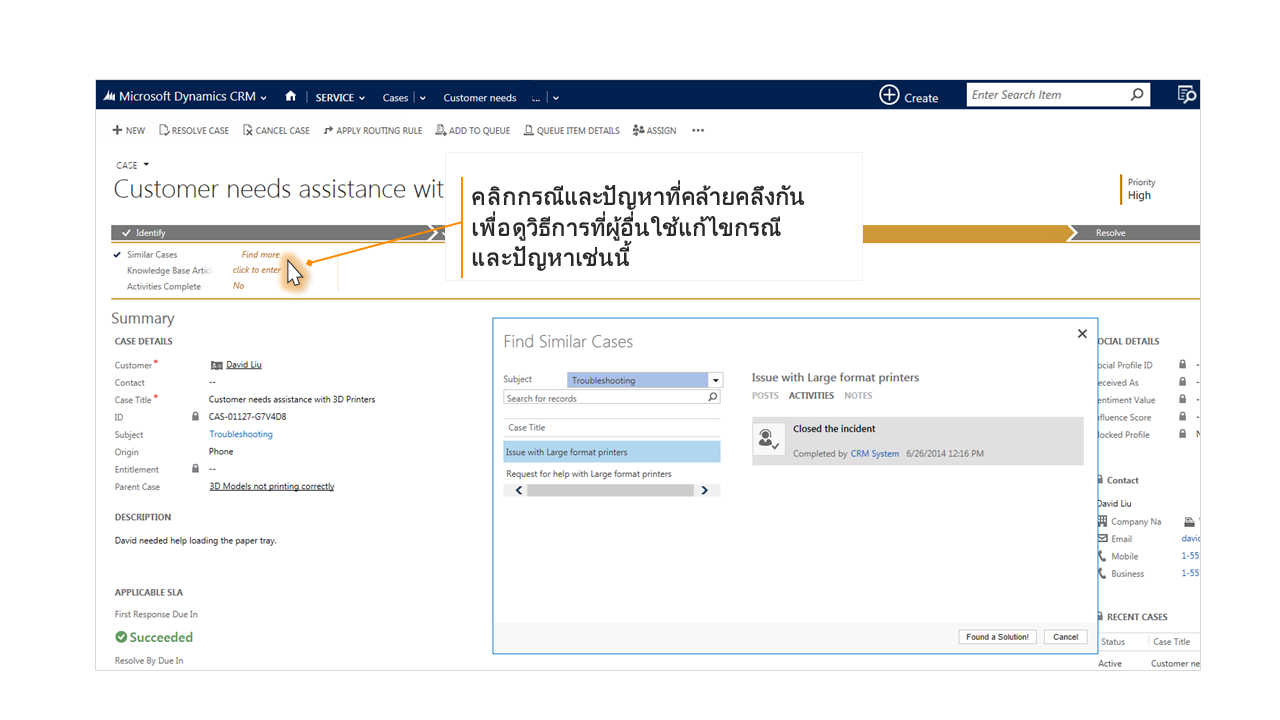 Microsoft Dynamics CRM SERVICE Cases Customer needs ... Create Enter Search Item
NEW RESOLVE CASE CANCEL CASE APPLY ROUTING RULE ADD TO QUEUE QUEUE ITEM DETAILS ASSIGN •••
CASE
Customer needs assistance wit
Priority
High
คลิกกรณีและปัญหาที่คล้ายคลึงกัน
เพื่อดูวิธีการที่ผู้อื่นใช้แก้ไขกรณี
และปัญหาเช่นนี้
Identify
Resolve
Similar Cases Find more
Knowledge Base Artic click to enter
Activities Complete No
Summary
CASE DETAILS
Customer* David Liu
Contact --
Case Title* Customer needs assistance with 3D Printers
ID CAS-01127-G7V4D8
Subject Troubleshooting
Origin Phone
Entitlement --
Parent Case 3D Models not printing correctly
DESCRIPTION
David needed help loading the paper tray.
APPLICABLE SLA
First Response Due In
Succeeded
Resolve By Due In
Find Similar Cases
Subject Troubleshooting
Search for records
Case Title
Issue with Large format printers
Request for help with Large format printers
Issue with Large format printers
POSTS ACTIVITIES NOTES
Closed the incident
Completed by CRM System 6/26/2014 12:16 PM
Found a Solution! Cancel
OCIAL DETAILS
ocial Profile ID -
eceived As -
entiment Value -
fluence Score -
locked Profile N
Contact
David Liu
Company Na
Email davic
Mobile 1-55
Business 1-55
RECENT CASES
Status Case Title
Active Customer ne